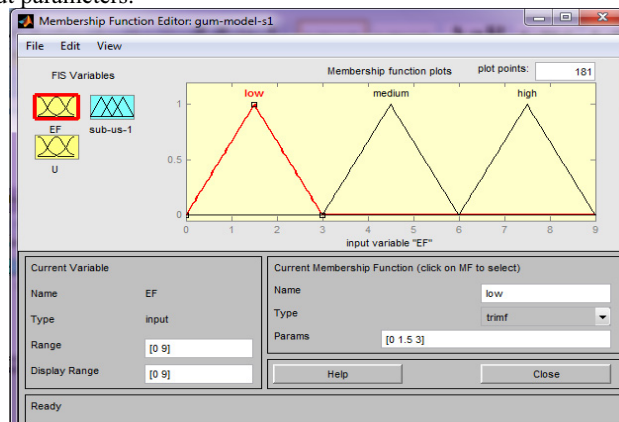 at parameters.
Membership Function Editor: gum-model-s1
File Edit View
FIS Variables
EF
sub-us-1
U
Membership function plots
plot points:
181
low
medium
high
1
0.5
0
0 1 2 3 4 5 6 7 8 9
input variable "EF"
Current Variable
Name EF
Type input
Range [0 9]
Display Range [0 9]
Current Membership Function (click on MF to select)
Name low
Type trimf
Params [0 1.5 3]
Help
Close
Ready